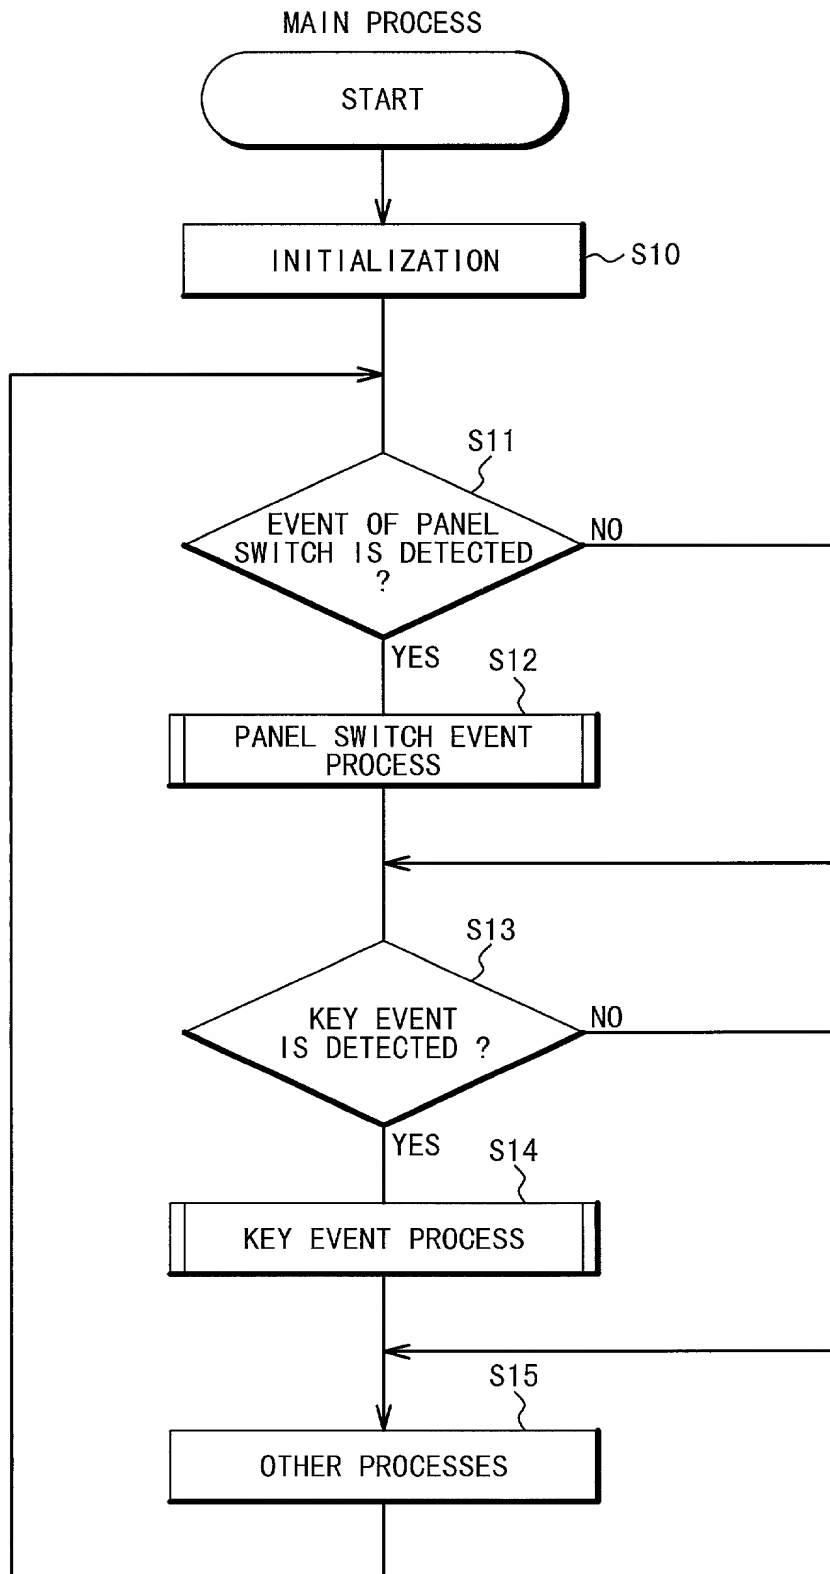 MAIN PROCESS
START
INITIALIZATION
S10
S11
EVENT OF PANEL
SWITCH IS DETECTED
?
NO
YES
S12
PANEL SWITCH EVENT
PROCESS
S13
KEY EVENT
IS DETECTED ?
NO
YES
S14
KEY EVENT PROCESS
S15
OTHER PROCESSES